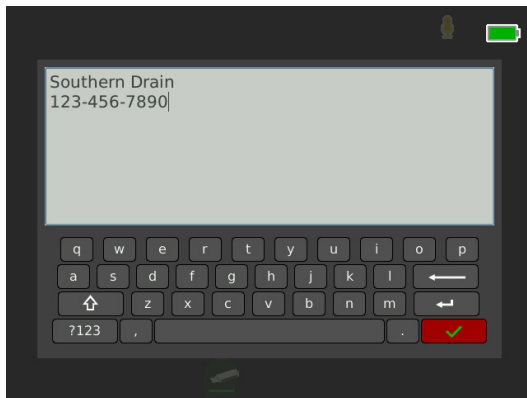 Southern Drain
123-456-7890
q w e r t y u i o p
a s d f g h j k l
z x c v b n m
?123 , .